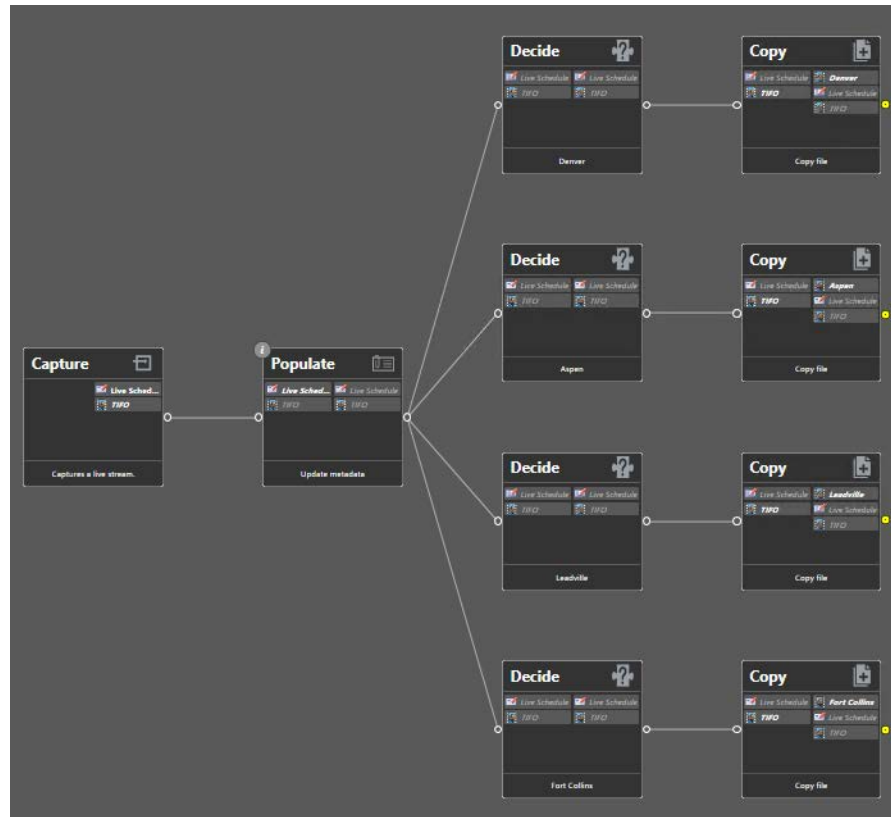 Decide
Live Schedule Live Schedule
TIFO TIFO
Denver
Copy
Live Schedule Denver
TIFO Live Schedule
TIFO
Copy file
Decide
Live Schedule Live Schedule
TIFO TIFO
Aspen
Copy
Live Schedule Aspen
TIFO Live Schedule
TIFO
Copy file
Capture
Live Sched...
TIFO
Captures a live stream.
i
Populate
Live Sched... Live Schedule
TIFO TIFO
Update metadata
Decide
Live Schedule Live Schedule
TIFO TIFO
Leadville
Copy
Live Schedule Leadville
TIFO Live Schedule
TIFO
Copy file
Decide
Live Schedule Live Schedule
TIFO TIFO
Fort Collins
Copy
Live Schedule Fort Collins
TIFO Live Schedule
TIFO
Copy file